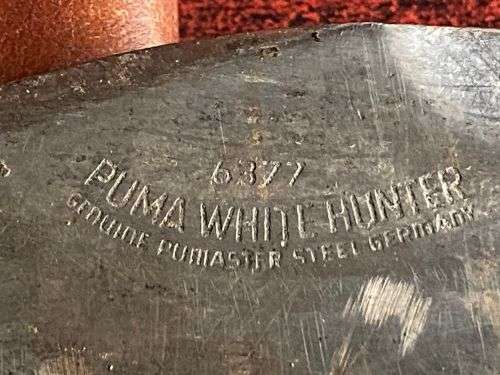 6377
PUMA WHITE HUNTER
GENUINE PUMASTER STEEL GERMANY